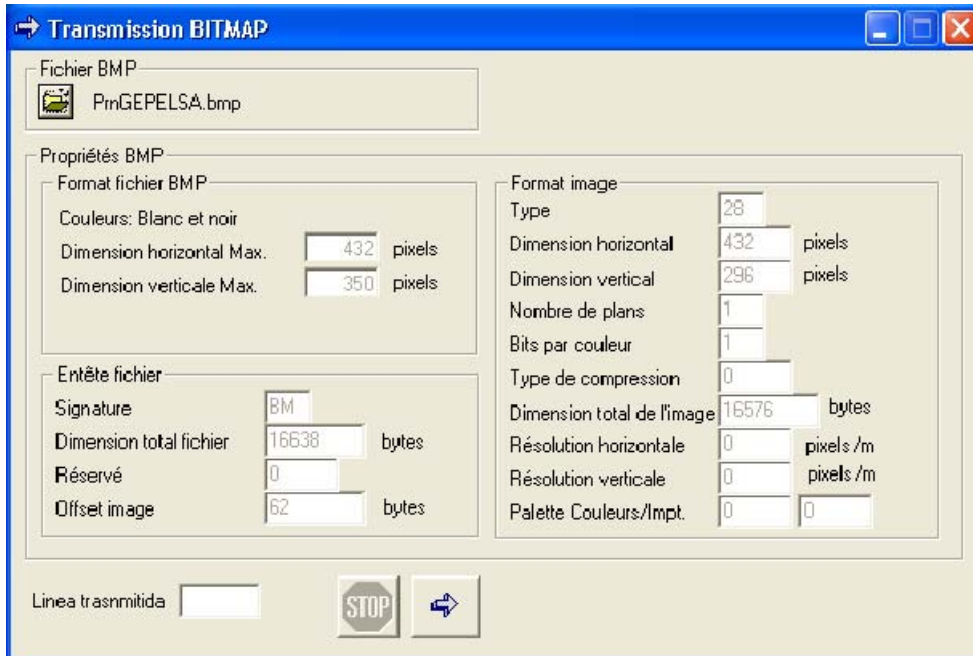 Transmission BITMAP
Fichier BMP
PrnGEPELSA.bmp
Propriétés BMP
Format fichier BMP
Couleurs: Blanc et noir
Dimension horizontal Max. 432 pixels
Dimension verticale Max. 350 pixels
Entête fichier
Signature BM
Dimension total fichier 16638 bytes
Réservé 0
Offset image 62 bytes
Format image
Type 28
Dimension horizontal 432 pixels
Dimension vertical 296 pixels
Nombre de plans 1
Bits par couleur 1
Type de compression 0
Dimension total de l'image 16576 bytes
Résolution horizontale 0 pixels /m
Résolution verticale 0 pixels /m
Palette Couleurs/Impt. 0 0
Linea trasnmitida
STOP